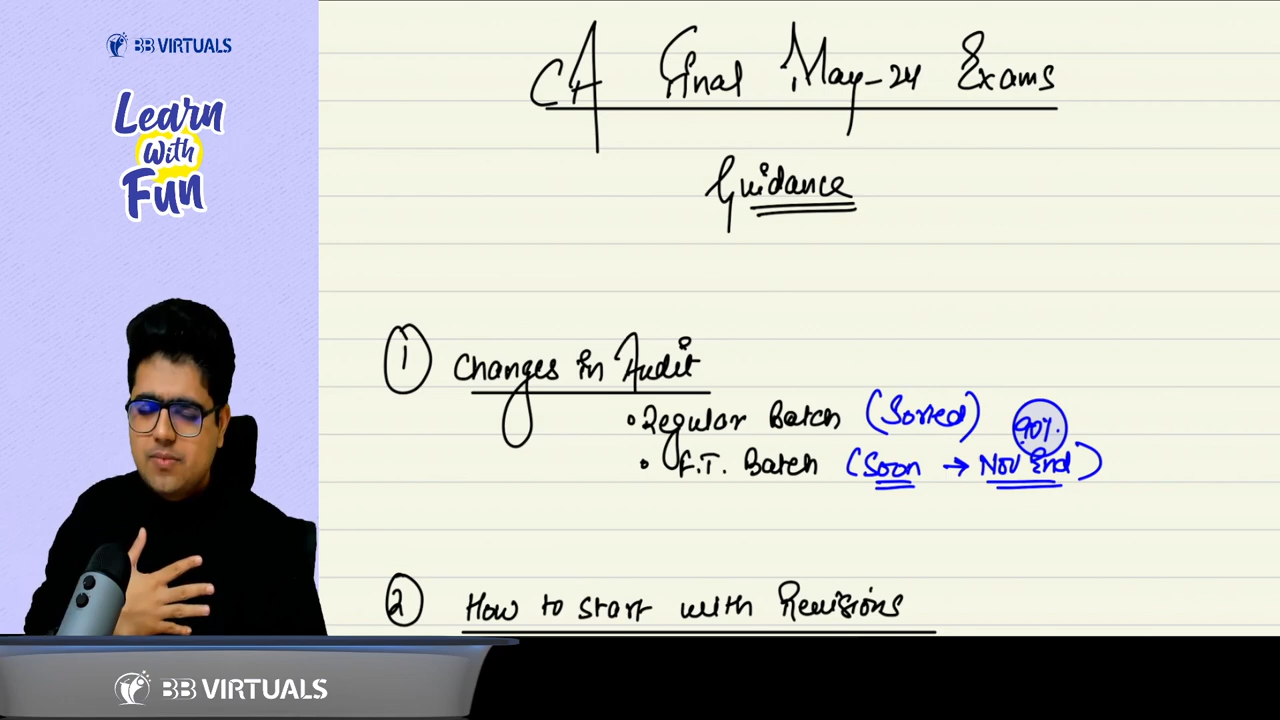 BB VIRTUALS
Learn
With
Fun
CA Final May-24 Exams
Guidance
1 Changes in Audit
• Regular Batch (Sorted) 90%.
• F.T. Batch (Soon → Nov End)
2 How to start with Revisions
BB VIRTUALS